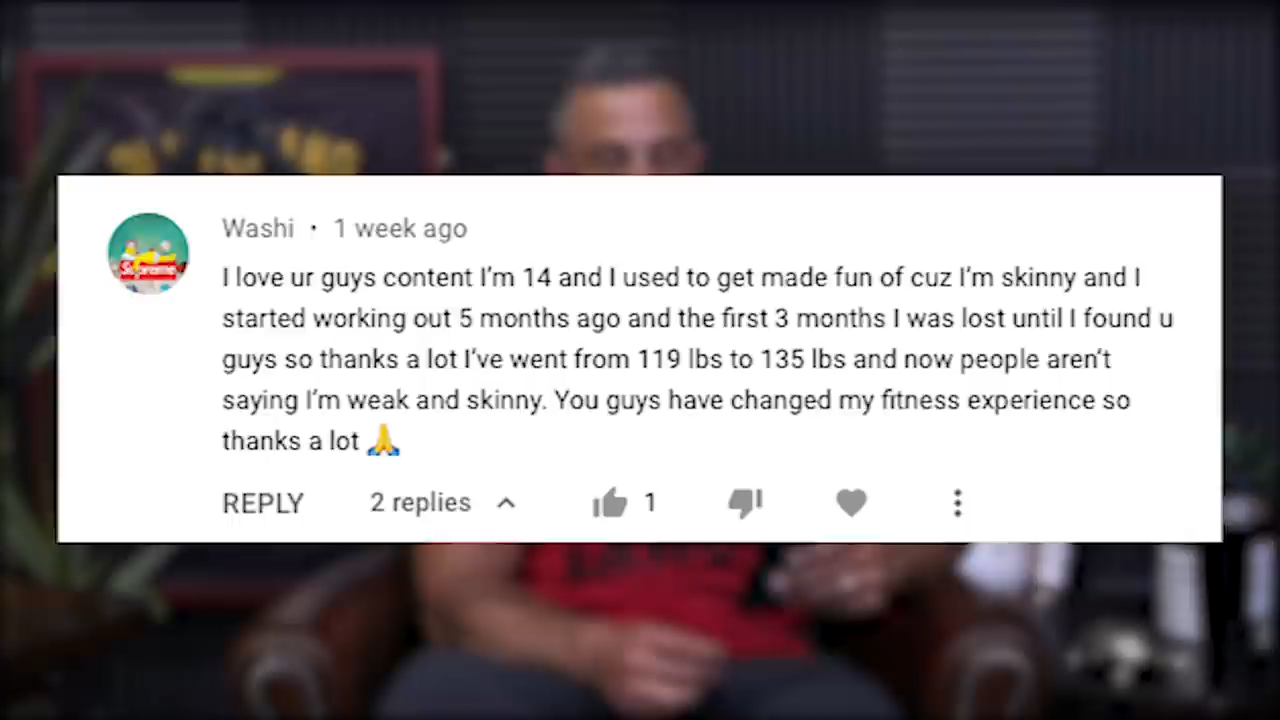 Washi · 1 week ago
Supreme
I love ur guys content I’m 14 and I used to get made fun of cuz I’m skinny and I
started working out 5 months ago and the first 3 months I was lost until I found u
guys so thanks a lot I’ve went from 119 lbs to 135 lbs and now people aren’t
saying I’m weak and skinny. You guys have changed my fitness experience so
thanks a lot 🙏
REPLY 2 replies 1